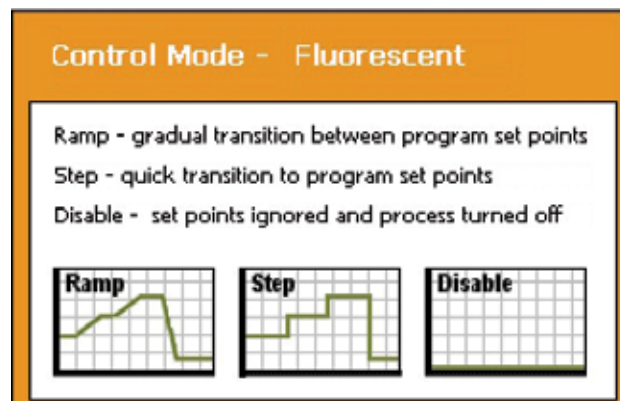 Control Mode - Fluorescent
Ramp - gradual transition between program set points
Step - quick transition to program set points
Disable - set points ignored and process turned off
Ramp
Step
Disable